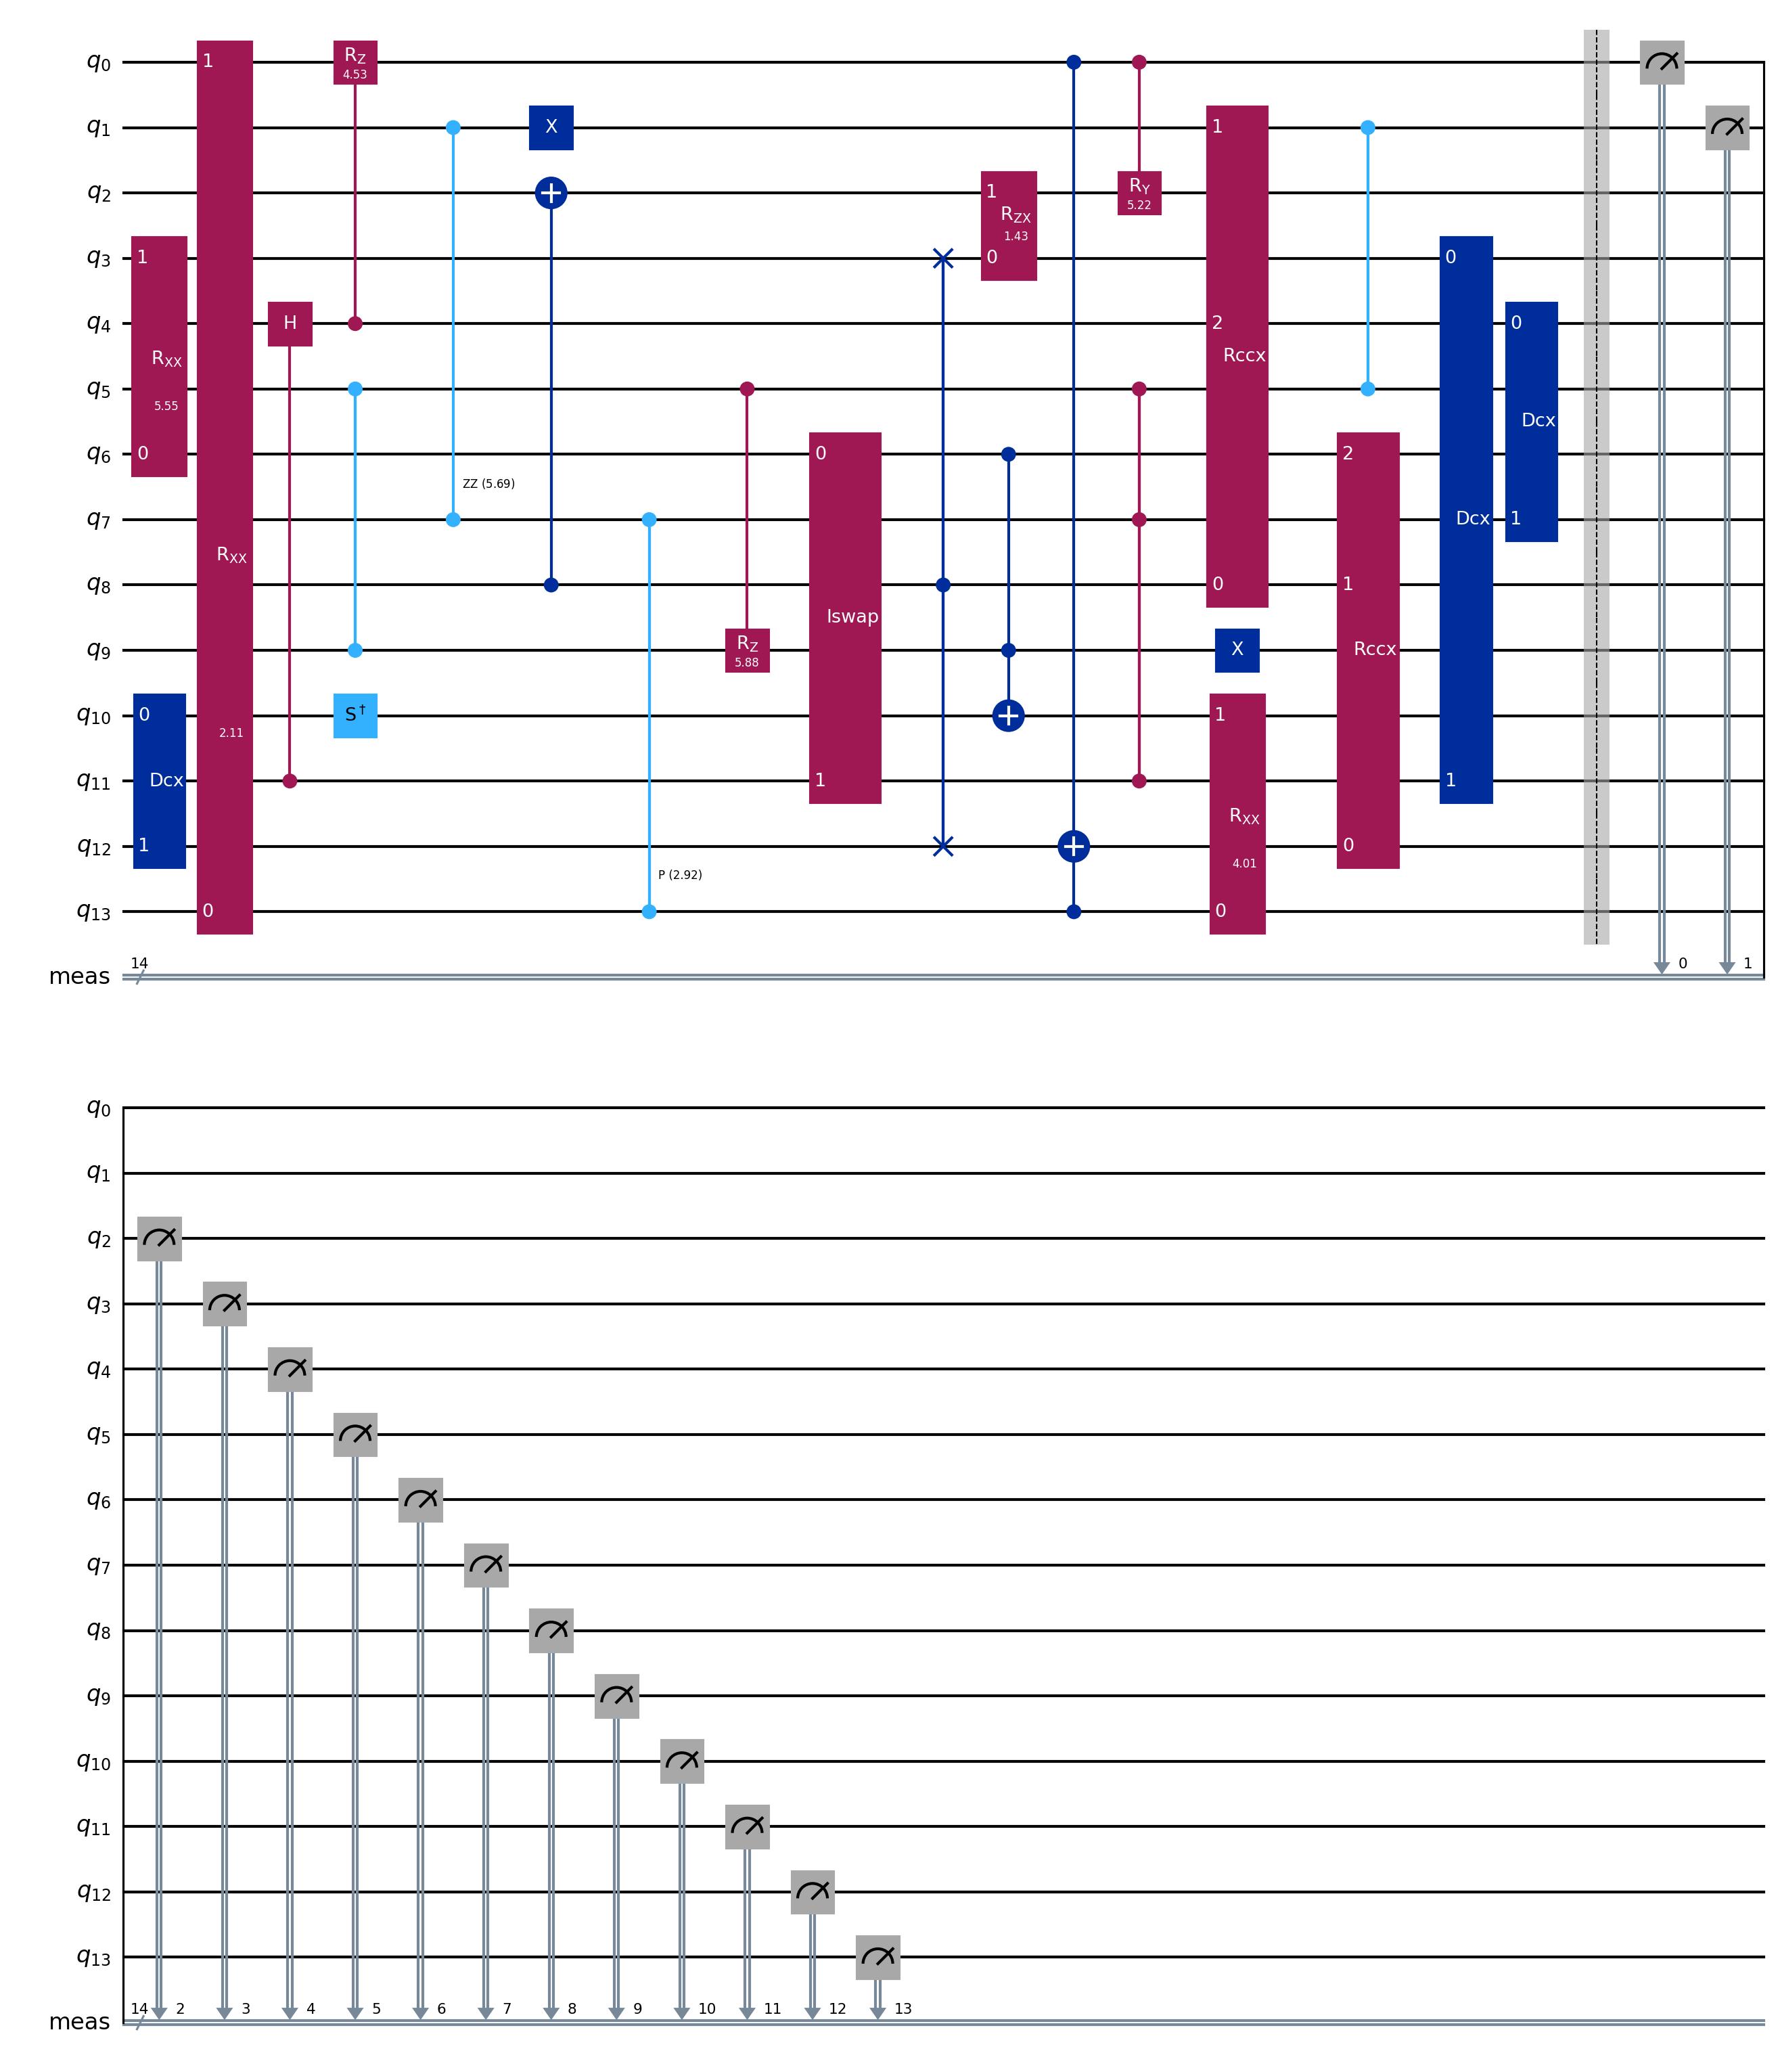 q0 1 RZ 4.53
q1 X 1
q2 1 RZX 1.43 RY 5.22
q3 1 0 0
q4 H 2 Rccx 0
q5 RXX 5.55 Dcx
q6 0 ZZ (5.69) 0 2
q7 RXX Dcx 1
q8 0 1
q9 RZ 5.88 Iswap X Rccx
q10 0 S† 2.11 1
q11 Dcx 1 1
q12 1 P (2.92) RXX 4.01 0
q13 0 0
meas 14 0 1
q0
q1
q2
q3
q4
q5
q6
q7
q8
q9
q10
q11
q12
q13
meas 14 2 3 4 5 6 7 8 9 10 11 12 13